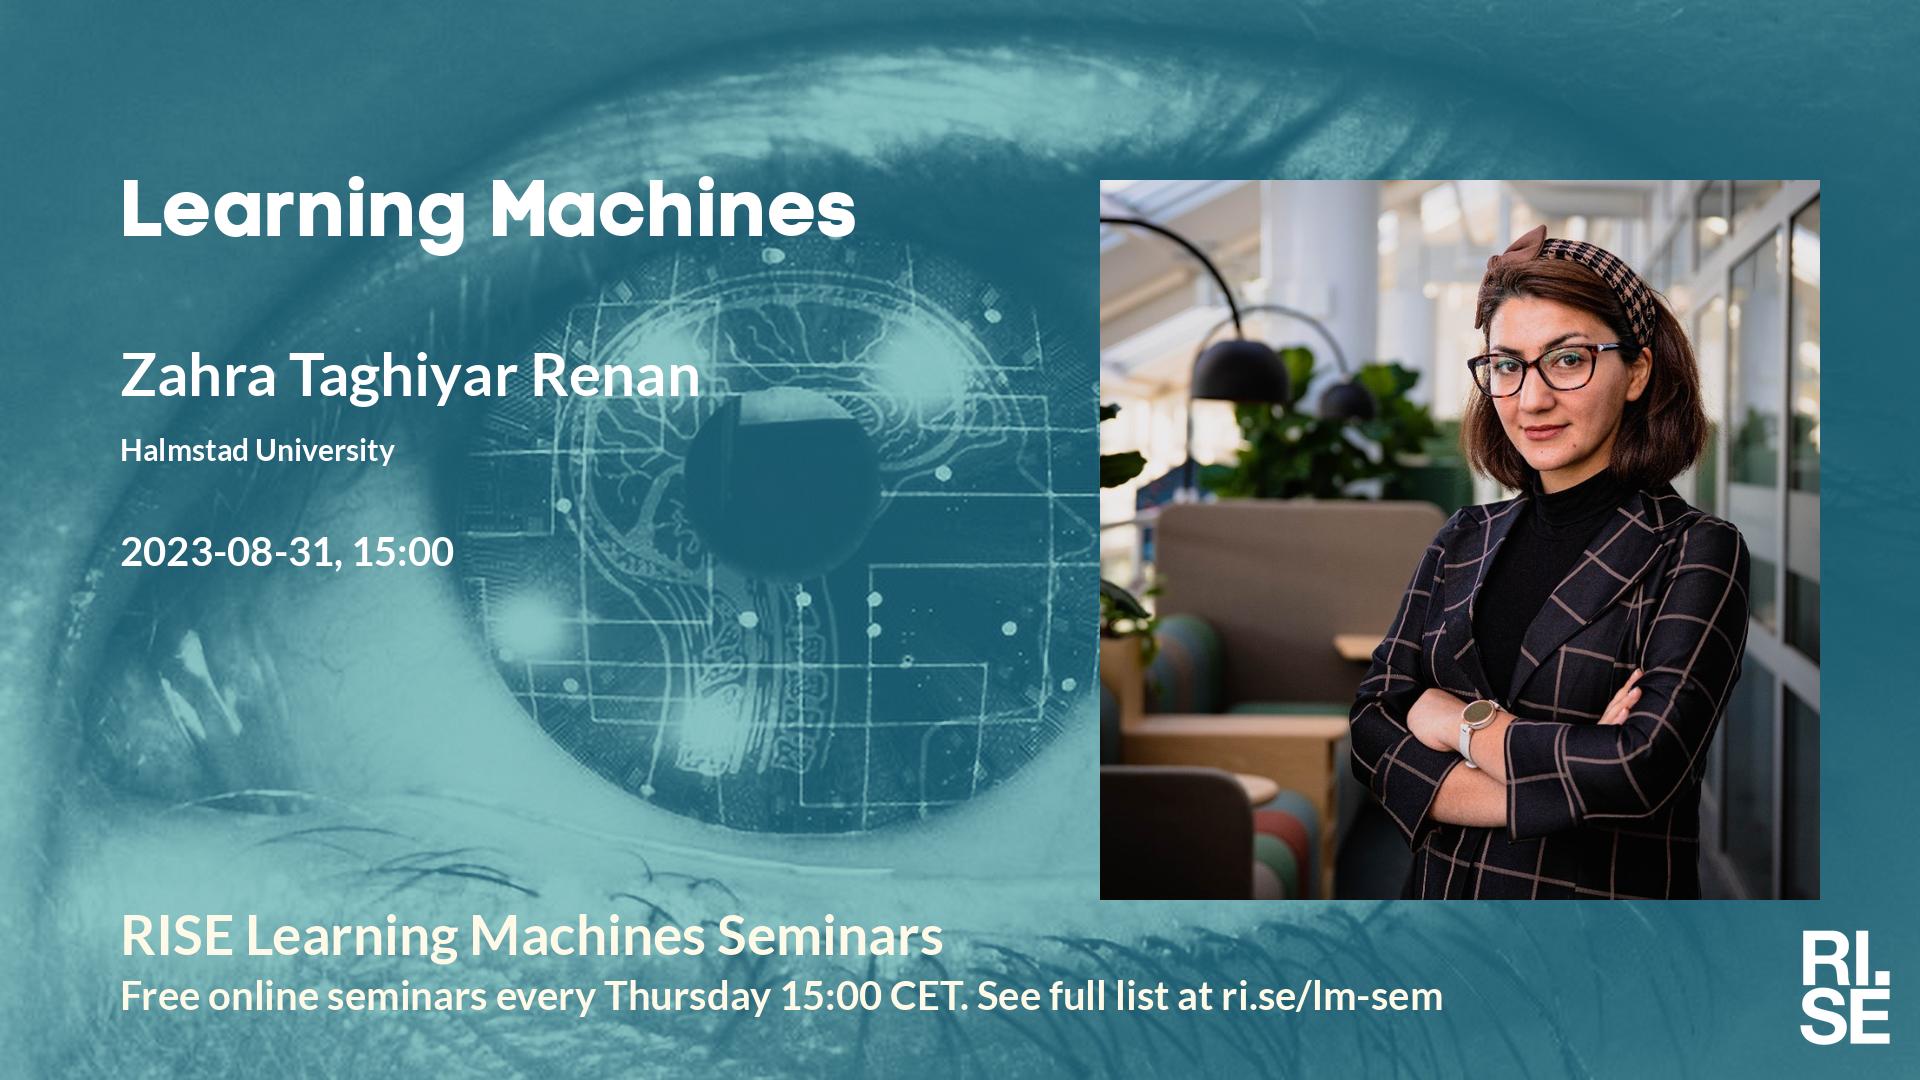 Learning Machines
Zahra Taghiyar Renan
Halmstad University
2023-08-31, 15:00
RISE Learning Machines Seminars
Free online seminars every Thursday 15:00 CET. See full list at ri.se/lm-sem
RI.
SE